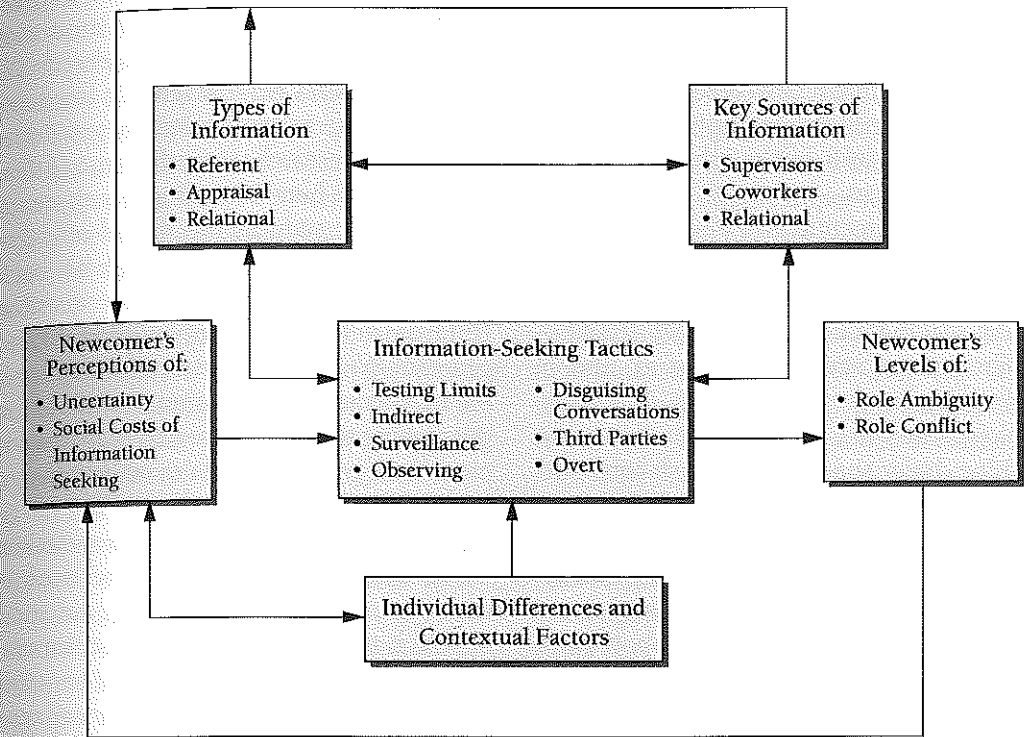 Types of
Information
• Referent
• Appraisal
• Relational
Key Sources of
Information
• Supervisors
• Coworkers
• Relational
Newcomer's
Perceptions of:
• Uncertainty
• Social Costs of
Information
Seeking
Information-Seeking Tactics
• Testing Limits
• Indirect
• Surveillance
• Observing
• Disguising
Conversations
• Third Parties
• Overt
Newcomer's
Levels of:
• Role Ambiguity
• Role Conflict
Individual Differences and
Contextual Factors